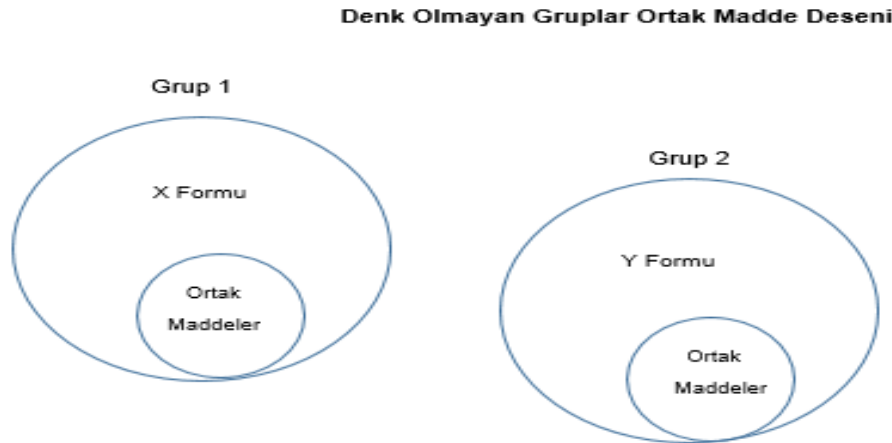 Denk Olmayan Gruplar Ortak Madde Deseni
Grup 1
X Formu
Ortak
Maddeler
Grup 2
Y Formu
Ortak
Maddeler